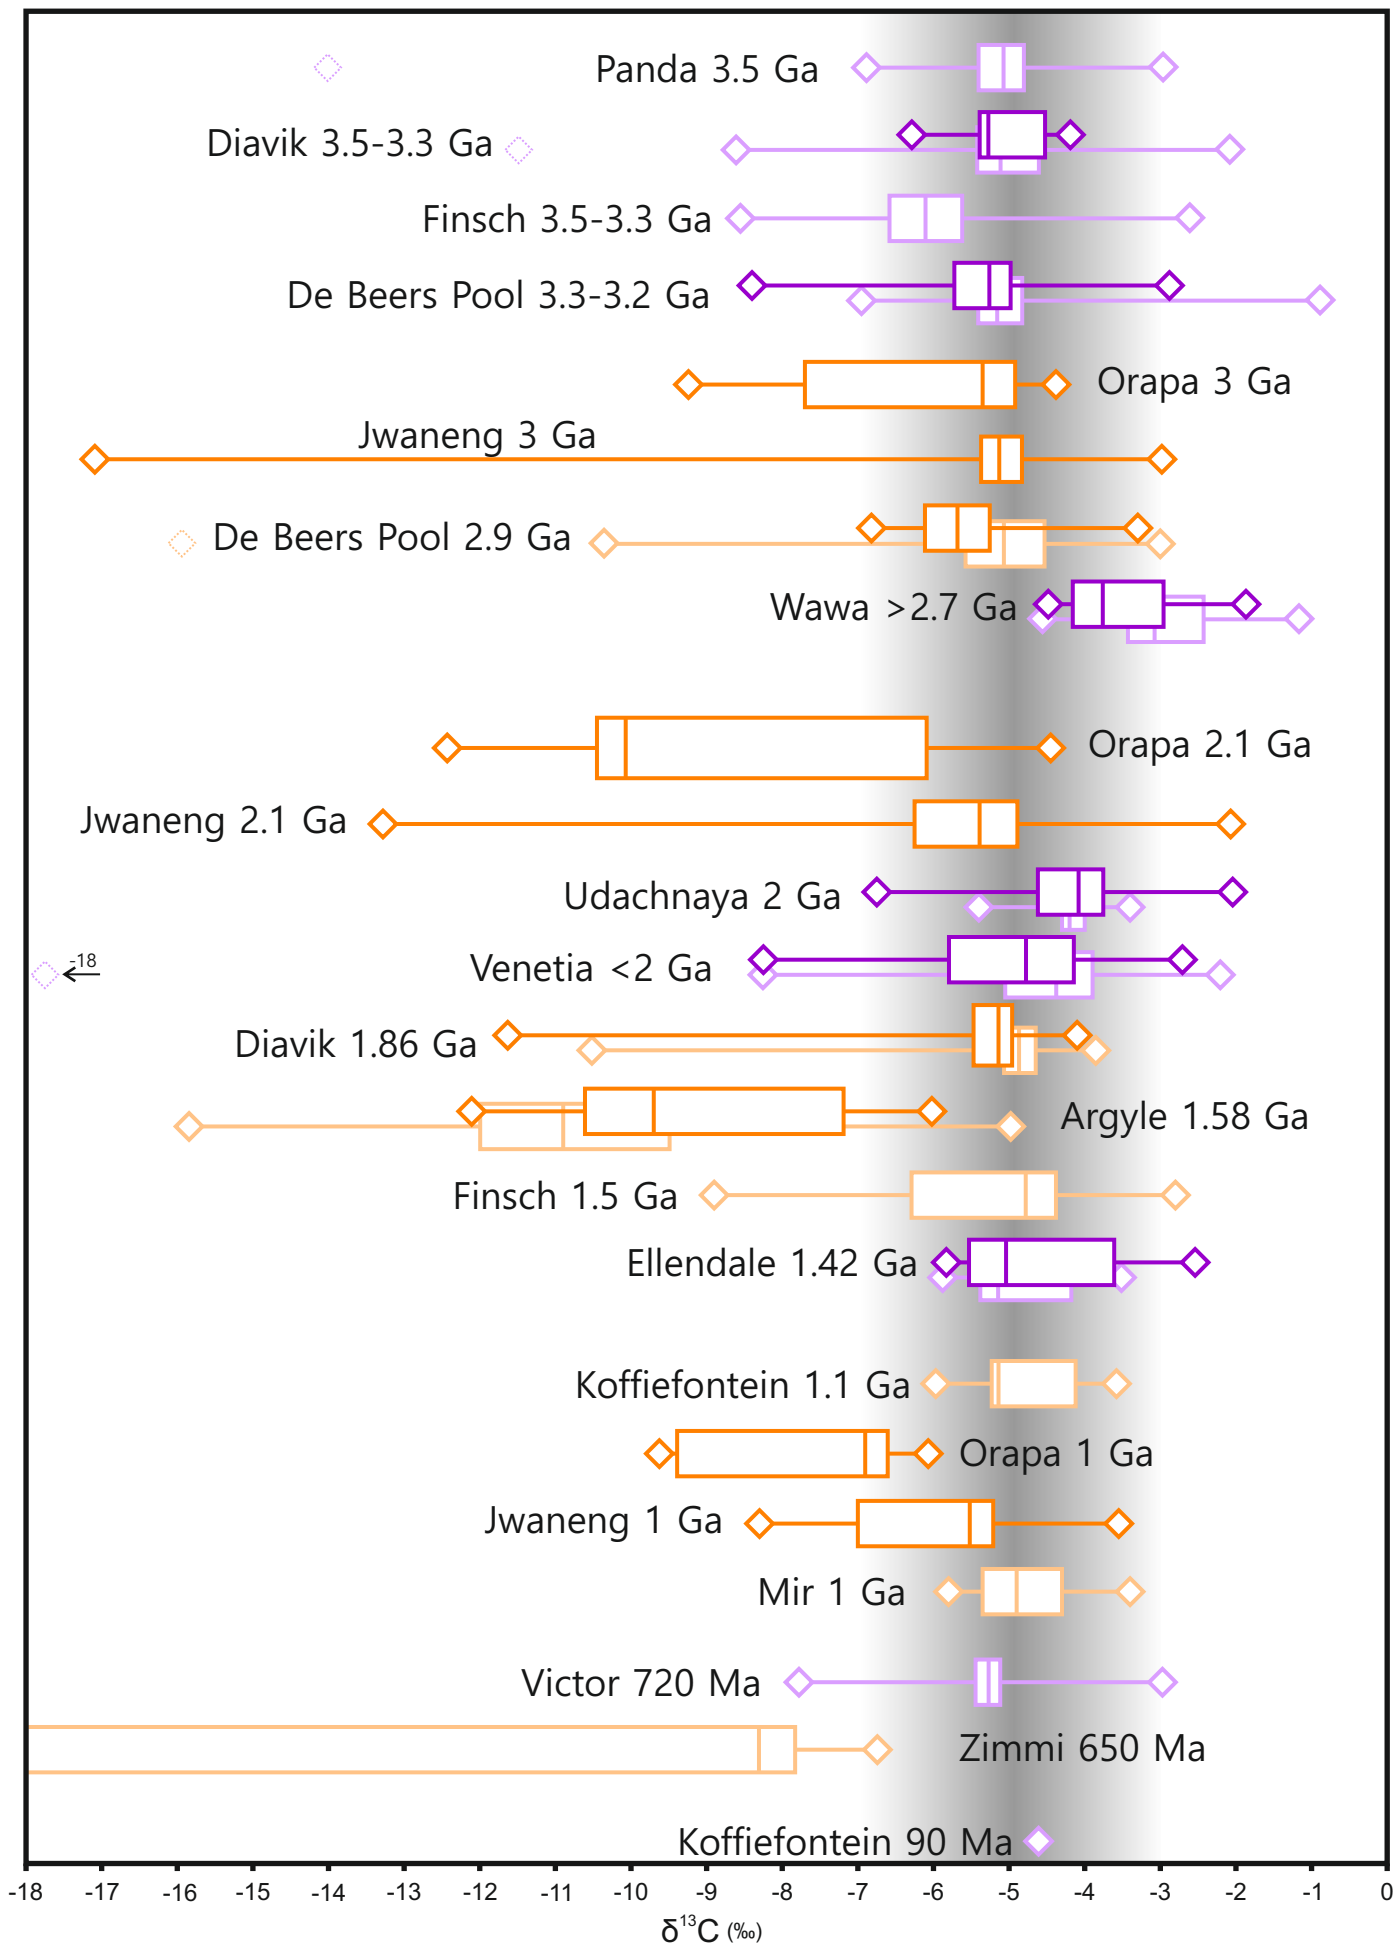 Panda 3.5 Ga
Diavik 3.5-3.3 Ga
Finsch 3.5-3.3 Ga
De Beers Pool 3.3-3.2 Ga
Orapa 3 Ga
Jwaneng 3 Ga
De Beers Pool 2.9 Ga
Wawa >2.7 Ga
Orapa 2.1 Ga
Jwaneng 2.1 Ga
Udachnaya 2 Ga
-18
Venetia <2 Ga
Diavik 1.86 Ga
Argyle 1.58 Ga
Finsch 1.5 Ga
Ellendale 1.42 Ga
Koffiefontein 1.1 Ga
Orapa 1 Ga
Jwaneng 1 Ga
Mir 1 Ga
Victor 720 Ma
Zimmi 650 Ma
Koffiefontein 90 Ma
-18 -17 -16 -15 -14 -13 -12 -11 -10 -9 -8 -7 -6 -5 -4 -3 -2 -1 0
δ¹³C (‰)